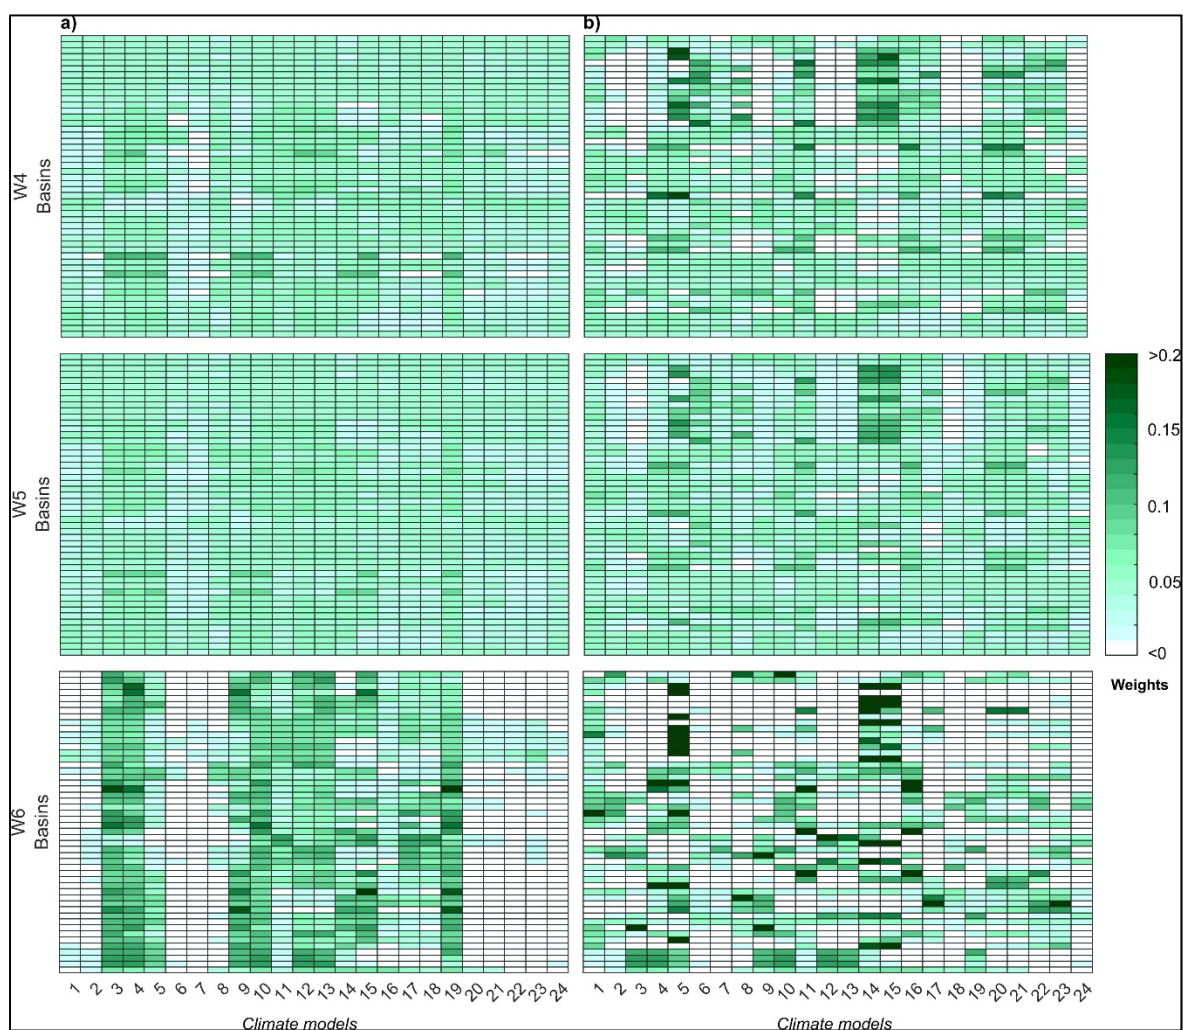 a)
b)
W4
Basins
W5
Basins
W6
Basins
>0.2
0.15
0.1
0.05
<0
Weights
1 2 3 4 5 6 7 8 9 10 11 12 13 14 15 16 17 18 19 20 21 22 23 24
1 2 3 4 5 6 7 8 9 10 11 12 13 14 15 16 17 18 19 20 21 22 23 24
Climate models
Climate models